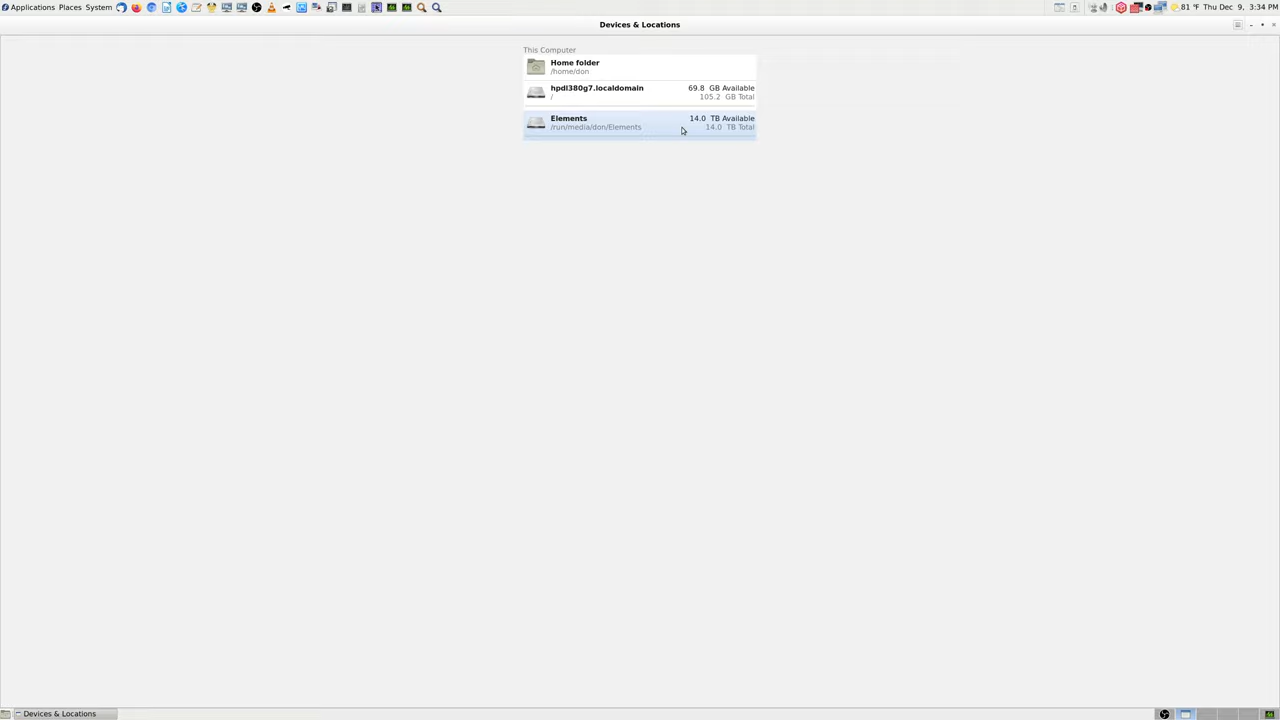 Applications Places System
81 °F Thu Dec 9, 3:34 PM
Devices & Locations
This Computer
Home folder
/home/don
hpdl380g7.localdomain 69.8 GB Available
/ 105.2 GB Total
Elements 14.0 TB Available
/run/media/don/Elements 14.0 TB Total
Devices & Locations